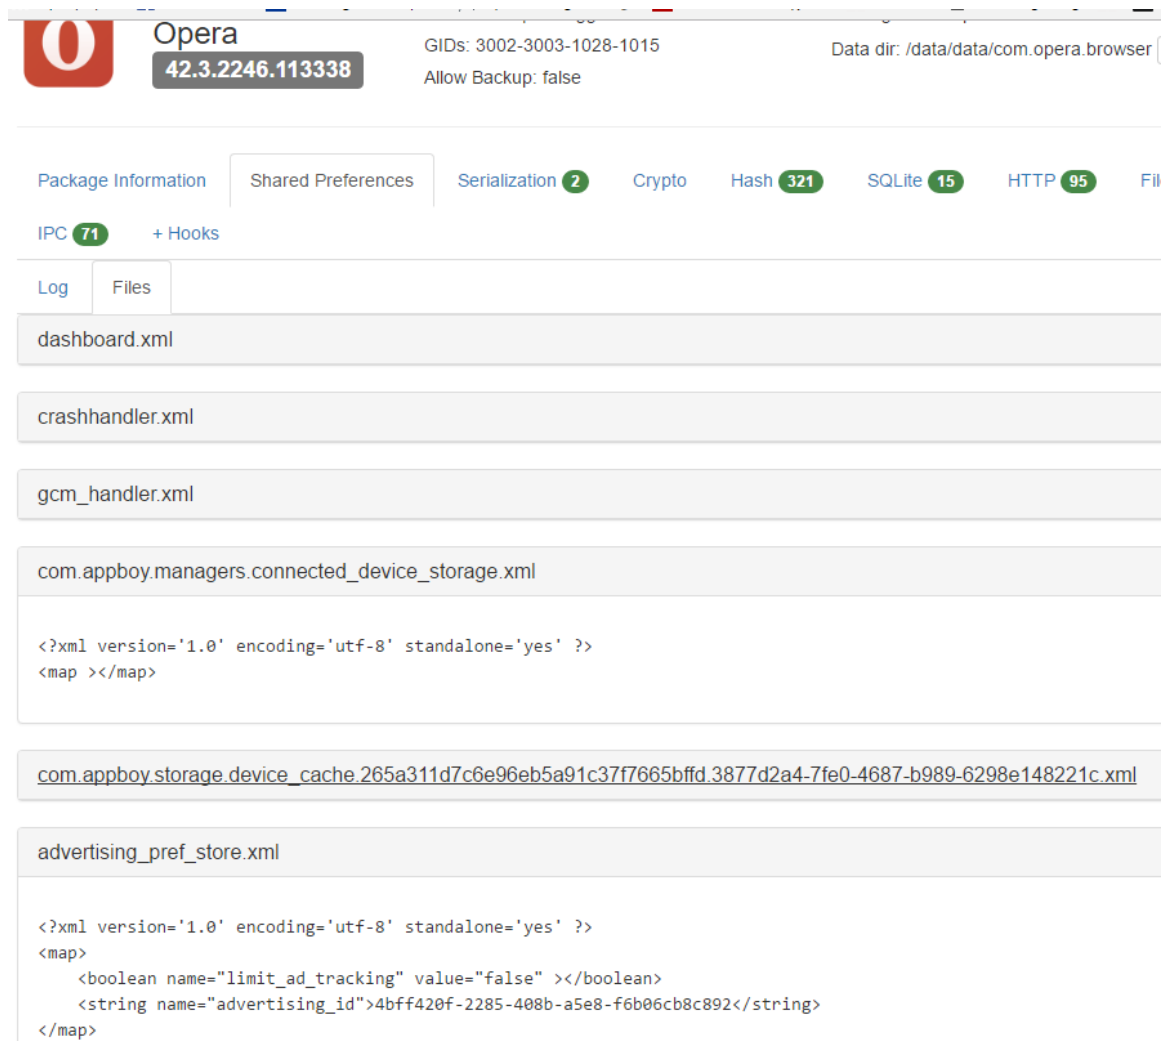 Opera
42.3.2246.113338
GIDs: 3002-3003-1028-1015
Allow Backup: false
Data dir: /data/data/com.opera.browser
Package Information Shared Preferences Serialization 2 Crypto Hash 321 SQLite 15 HTTP 95
IPC 71 + Hooks
Log Files
dashboard.xml
crashhandler.xml
gcm_handler.xml
com.appboy.managers.connected_device_storage.xml
<?xml version='1.0' encoding='utf-8' standalone='yes' ?>
<map ></map>
com.appboy.storage.device_cache.265a311d7c6e96eb5a91c37f7665bffd.3877d2a4-7fe0-4687-b989-6298e148221c.xml
advertising_pref_store.xml
<?xml version='1.0' encoding='utf-8' standalone='yes' ?>
<map>
<boolean name="limit_ad_tracking" value="false" ></boolean>
<string name="advertising_id">4bff420f-2285-408b-a5e8-f6b06cb8c892</string>
</map>